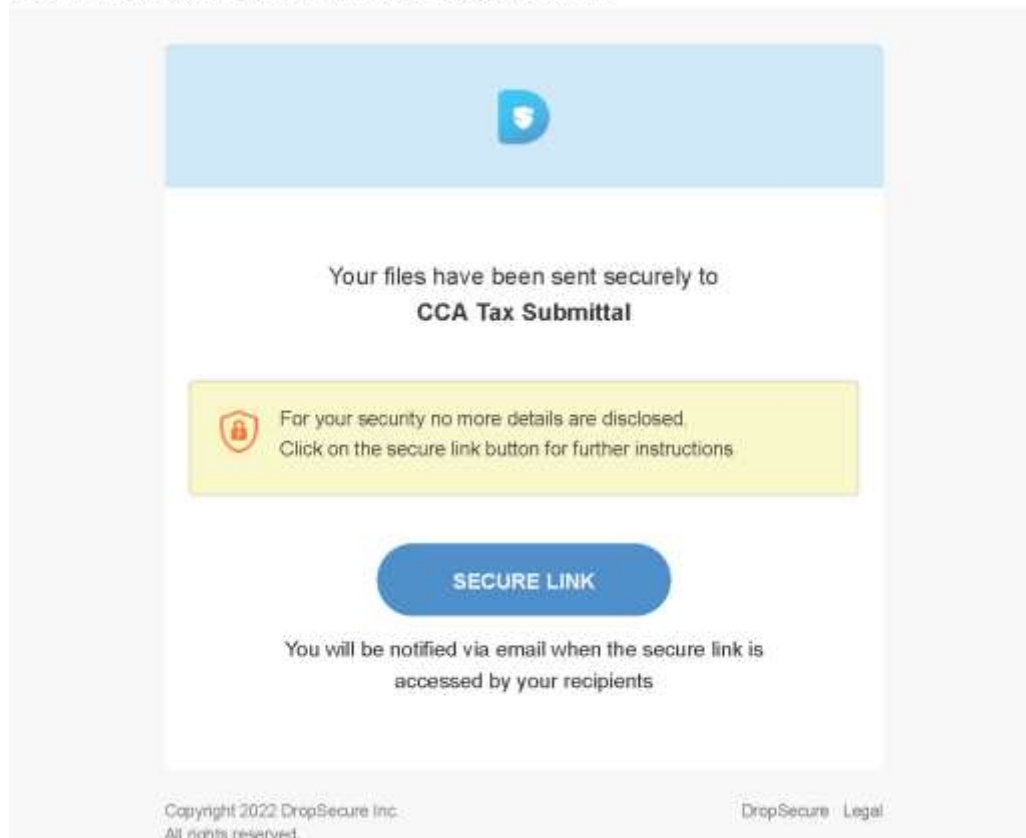 Your files have been sent securely to
CCA Tax Submittal
For your security no more details are disclosed.
Click on the secure link button for further instructions
SECURE LINK
You will be notified via email when the secure link is
accessed by your recipients
Copyright 2022 DropSecure Inc.
DropSecure Legal
All rights reserved.